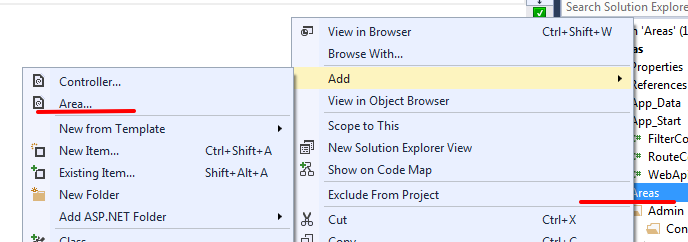 Search Solution Explore
View in Browser Ctrl+Shift+W
Browse With...
Add
View in Object Browser
Scope to This
New Solution Explorer View
Show on Code Map
Exclude From Project
Cut Ctrl+X
Copy Ctrl+C
Controller...
Area...
New from Template
New Item... Ctrl+Shift+A
Existing Item... Shift+Alt+A
New Folder
Add ASP.NET Folder
Class...
n 'Areas' (1
as
Properties
References
App_Data
App_Start
FilterCo
RouteC
WebAp
Areas
Admin
Con